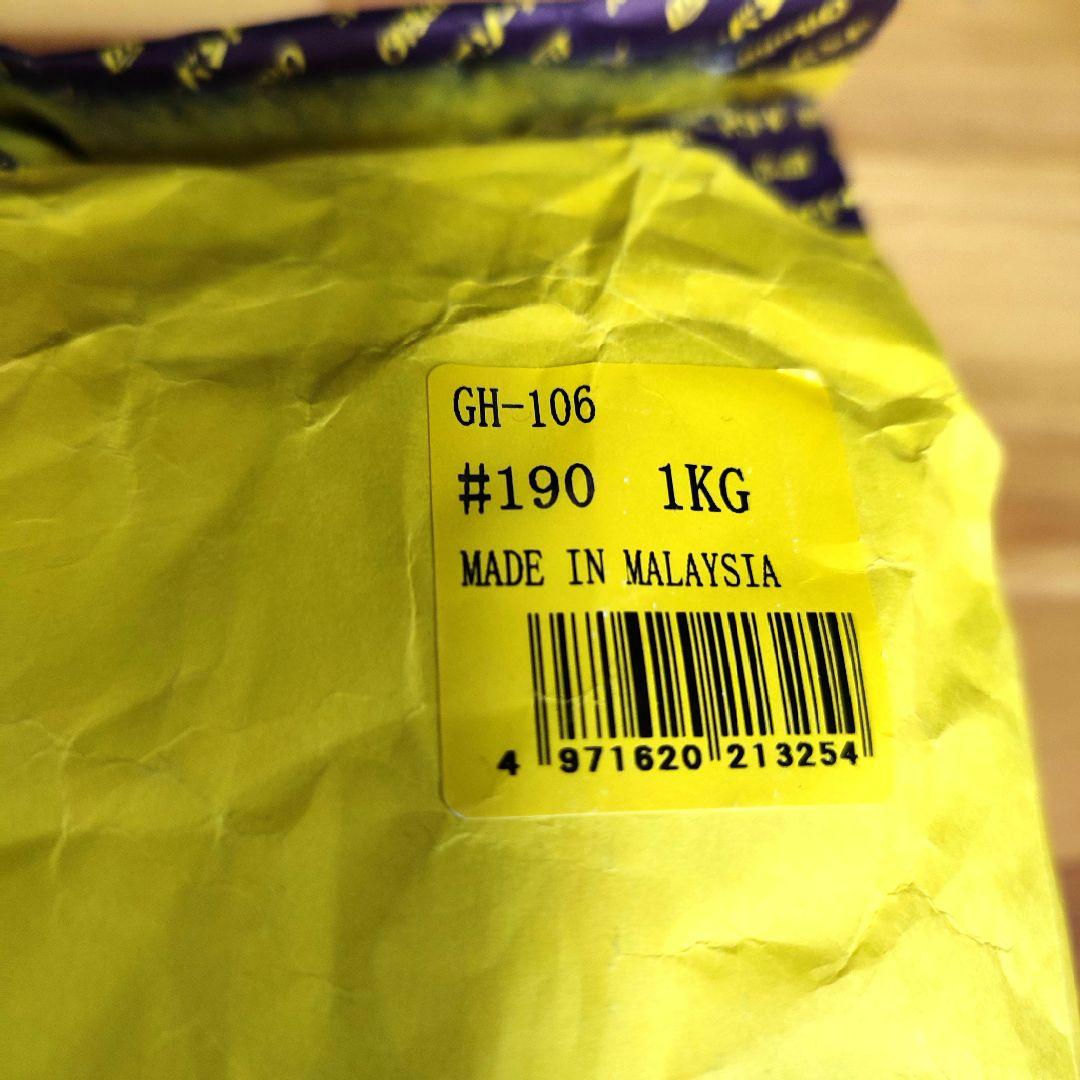 GH-106
#190 1KG
MADE IN MALAYSIA
4 971620 213254